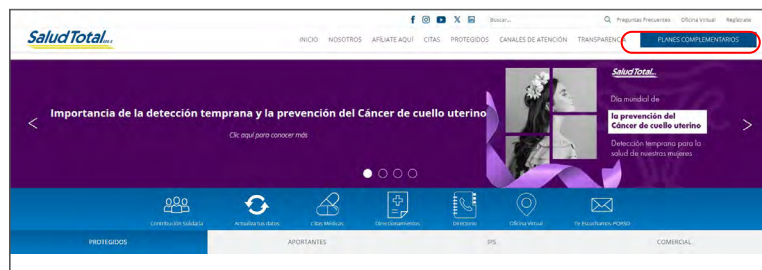 Buscar...
Preguntas Frecuentes
Oficina Virtual
Regístrate
SaludTotal EPS-S
INICIO
NOSOTROS
AFÍLIATE AQUÍ
CITAS
PROTEGIDOS
CANALES DE ATENCIÓN
TRANSPARENCIA
PLANES COMPLEMENTARIOS
Importancia de la detección temprana y la prevención del Cáncer de cuello uterino
Clic aquí para conocer más
SaludTotal
Día mundial de
la prevención del
Cáncer de cuello uterino
Detección temprana para la
salud de nuestras mujeres
Contribución Solidaria
Actualiza tus datos
Citas Médicas
Direccionamientos
Directorio
Oficina Virtual
Te Escuchamos PQRSD
PROTEGIDOS
APORTANTES
IPS
COMERCIAL